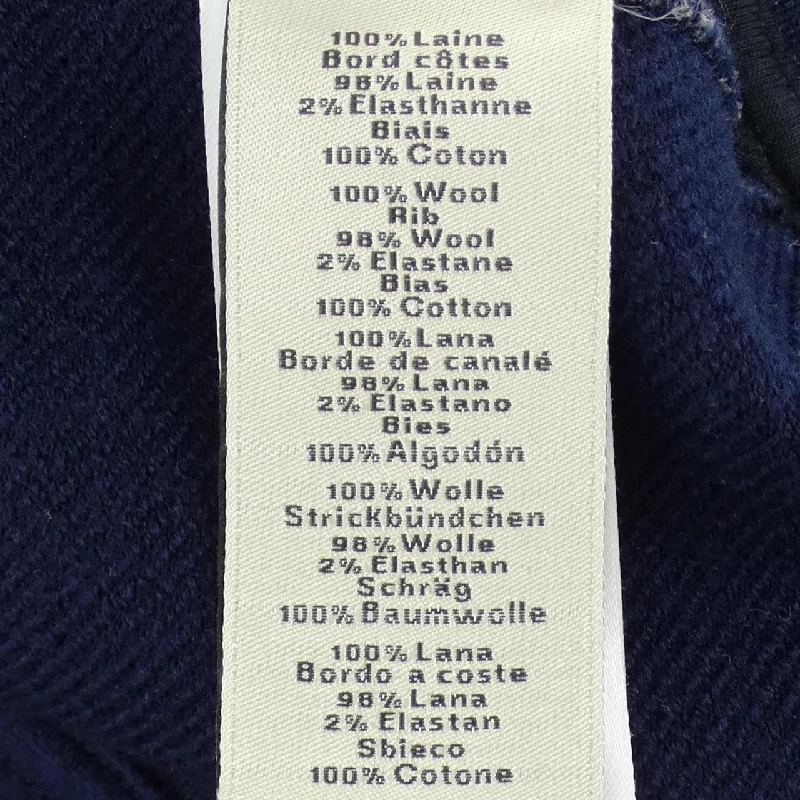 100% Laine
Bord côtes
98% Laine
2% Elasthanne
Biais
100% Coton
100% Wool
Rib
98% Wool
2% Elastane
Bias
100% Cotton
100% Lana
Borde de canalé
98% Lana
2% Elastano
Bies
100% Algodón
100% Wolle
Strickbündchen
98% Wolle
2% Elasthan
Schräg
100% Baumwolle
100% Lana
Bordo a coste
98% Lana
2% Elastan
Sbieco
100% Cotone